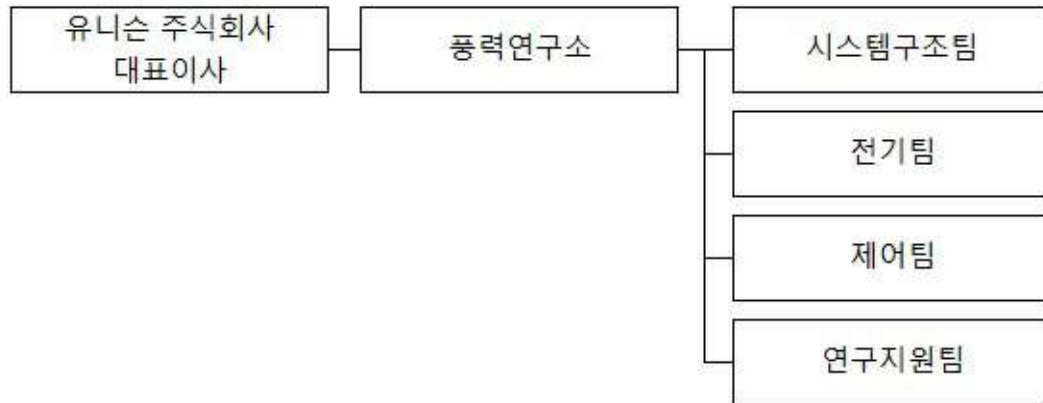 유니슨 주식회사
대표이사
풍력연구소
시스템구조팀
전기팀
제어팀
연구지원팀